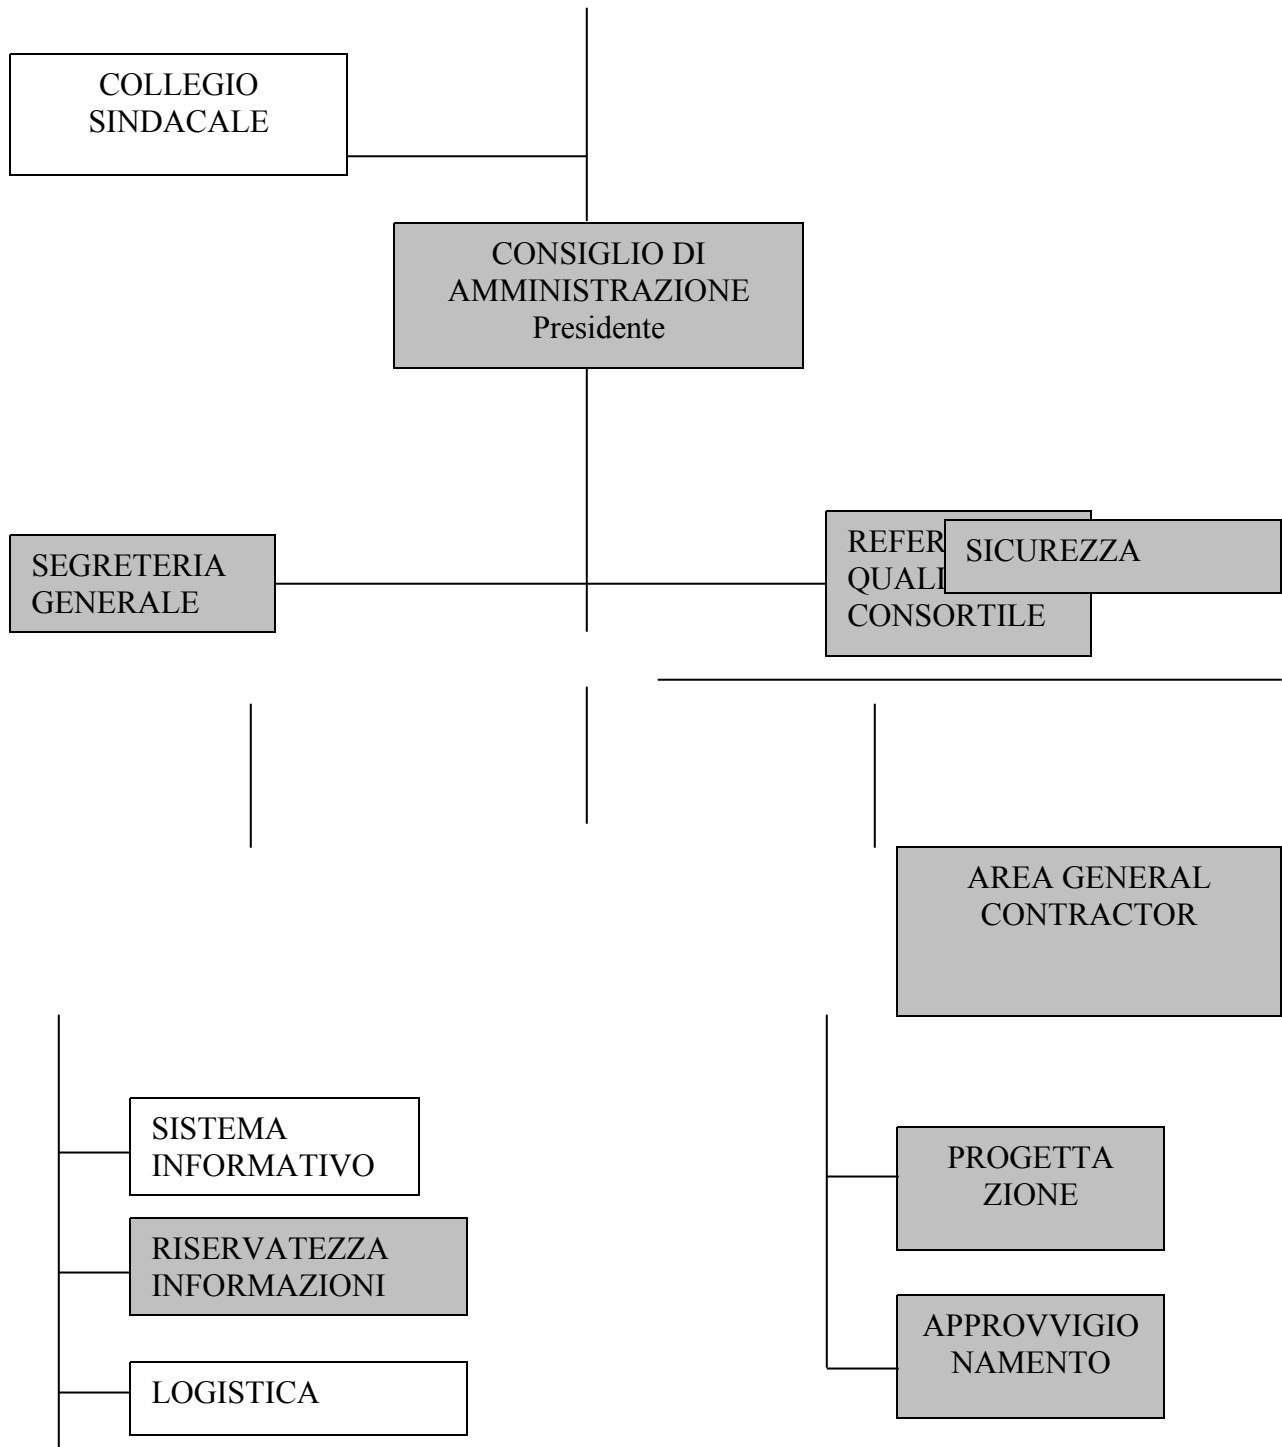 COLLEGIO
SINDACALE
CONSIGLIO DI
AMMINISTRAZIONE
Presidente
SEGRETERIA
GENERALE
CONSORTILE
SICUREZZA
AREA GENERAL
CONTRACTOR
SISTEMA
INFORMATIVO
RISERVATEZZA
INFORMAZIONI
LOGISTICA
PROGETTA
ZIONE
APPROVVIGIO
NAMENTO